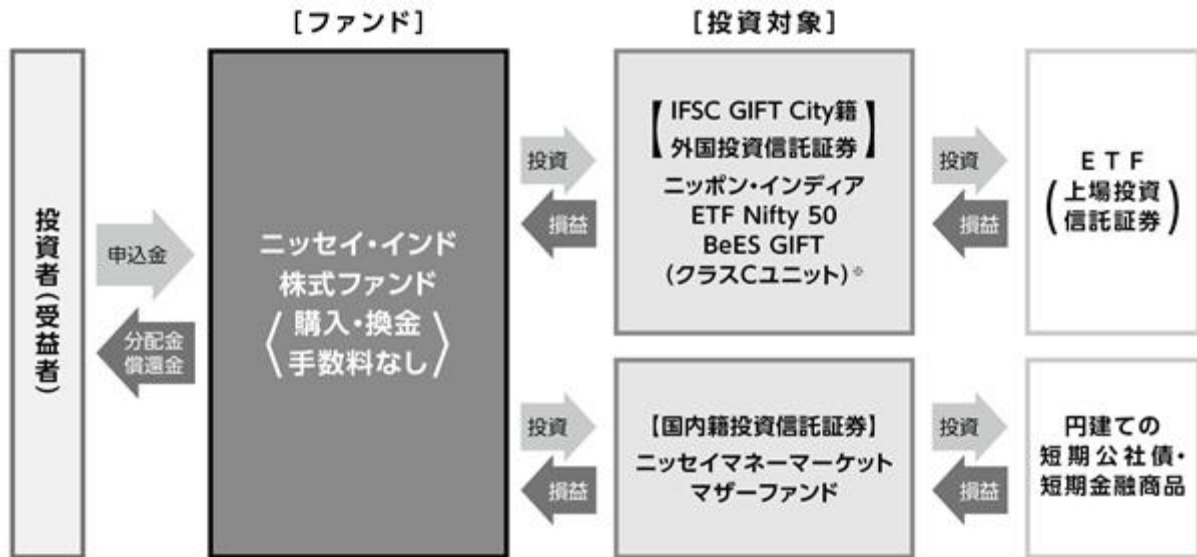 [ファンド]
[投資対象]
投資者(受益者)
申込金
分配金
償還金
ニッセイ・インド
株式ファンド
〈購入・換金
手数料なし〉
投資
損益
【IFSC GIFT City籍
外国投資信託証券】
ニッポン・インディア
ETF Nifty 50
BeES GIFT
(クラスCユニット)※
投資
損益
ETF
(上場投資
信託証券)
投資
損益
【国内籍投資信託証券】
ニッセイマネーマーケット
マザーファンド
投資
損益
円建ての
短期公社債・
短期金融商品